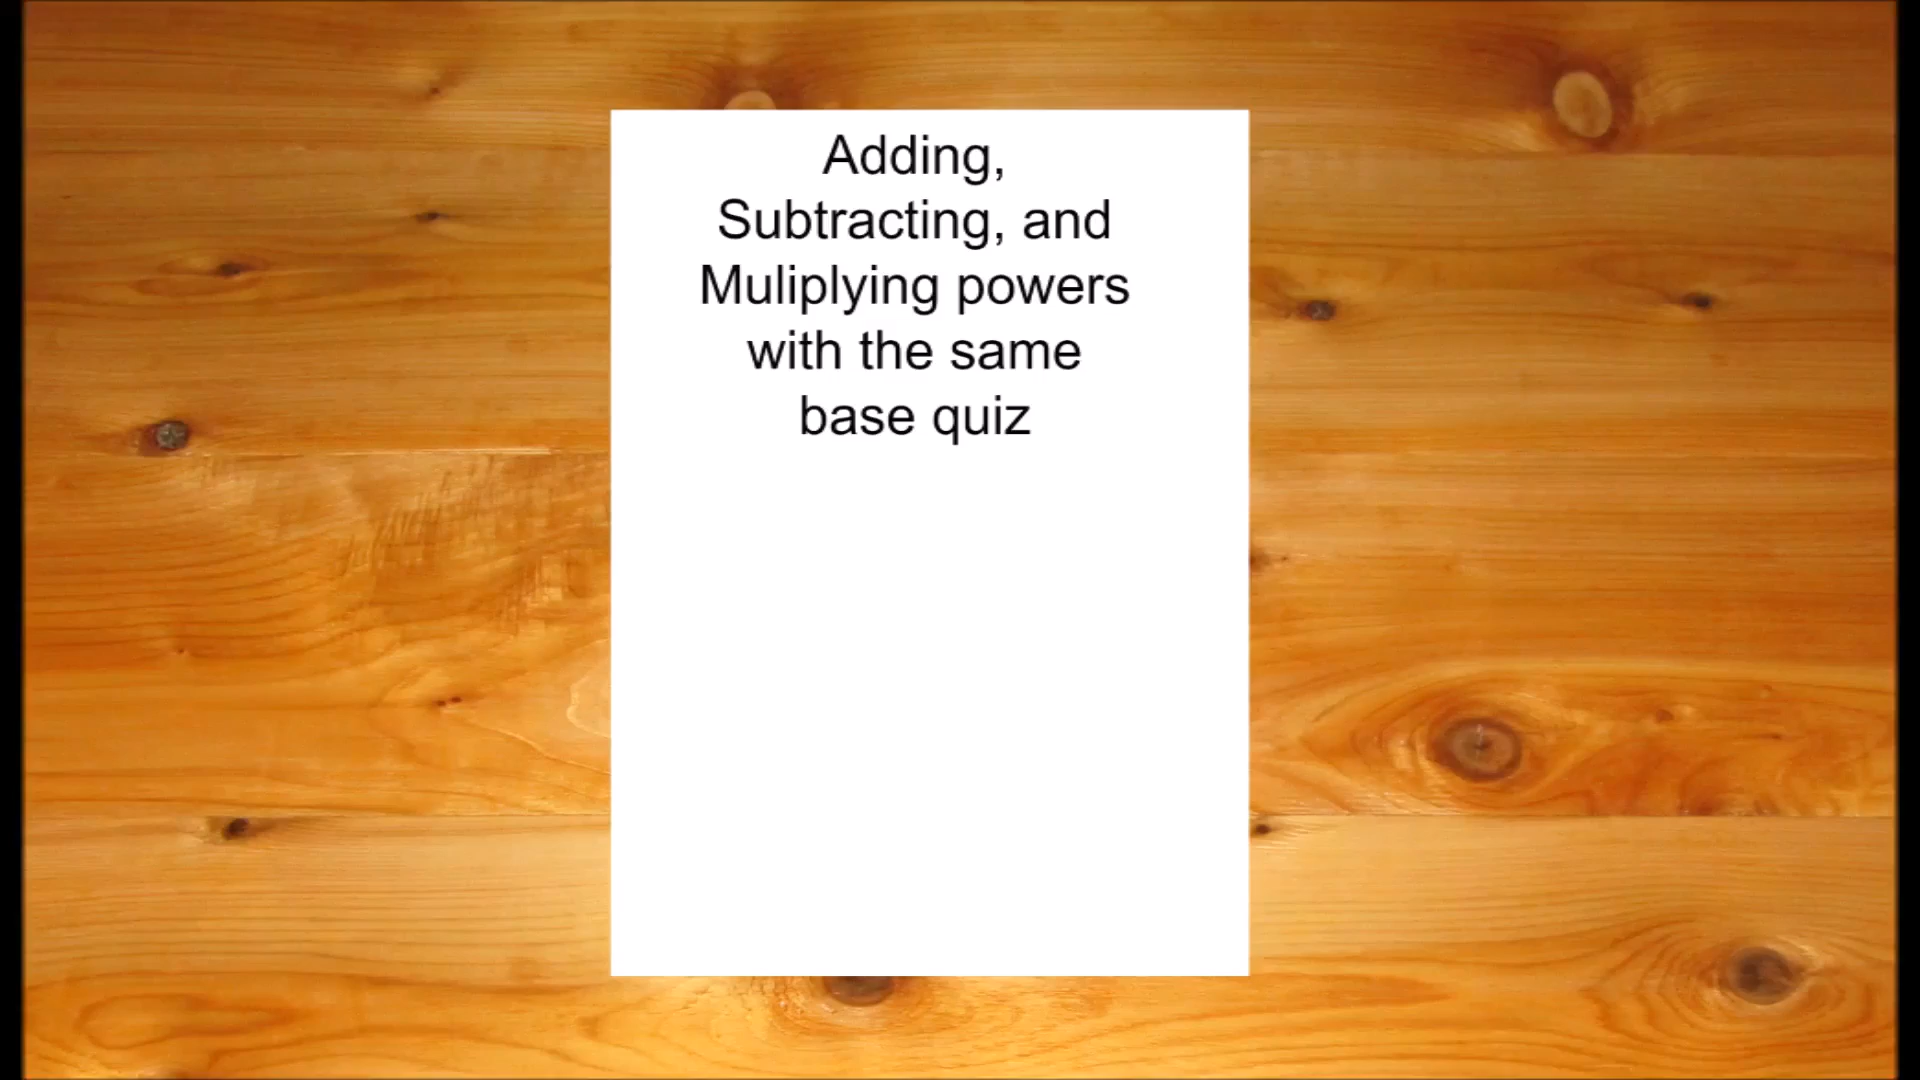 Adding,
Subtracting, and
Muliplying powers
with the same
base quiz